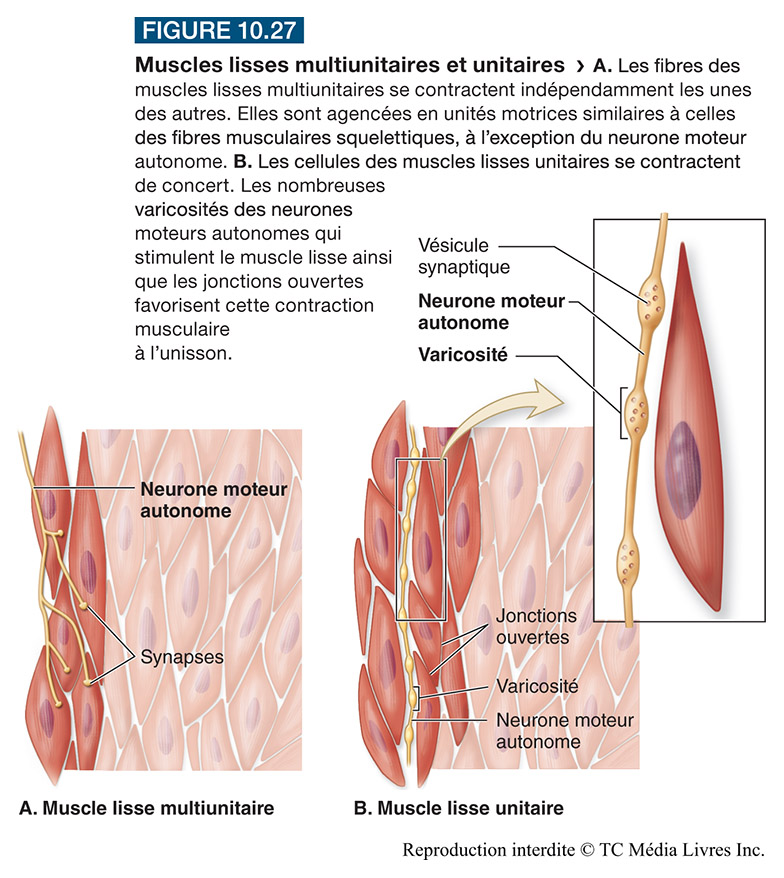 FIGURE 10.27
Muscles lisses multiunitaires et unitaires › A. Les fibres des
muscles lisses multiunitaires se contractent indépendamment les unes
des autres. Elles sont agencées en unités motrices similaires à celles
des fibres musculaires squelettiques, à l'exception du neurone moteur
autonome. B. Les cellules des muscles lisses unitaires se contractent
de concert. Les nombreuses
varicosités des neurones
moteurs autonomes qui
stimulent le muscle lisse ainsi
que les jonctions ouvertes
favorisent cette contraction
musculaire
à l'unisson.
Vésicule
synaptique
Neurone moteur
autonome
Varicosité
Neurone moteur
autonome
Synapses
Jonctions
ouvertes
Varicosité
Neurone moteur
autonome
A. Muscle lisse multiunitaire
B. Muscle lisse unitaire
Reproduction interdite © TC Média Livres Inc.